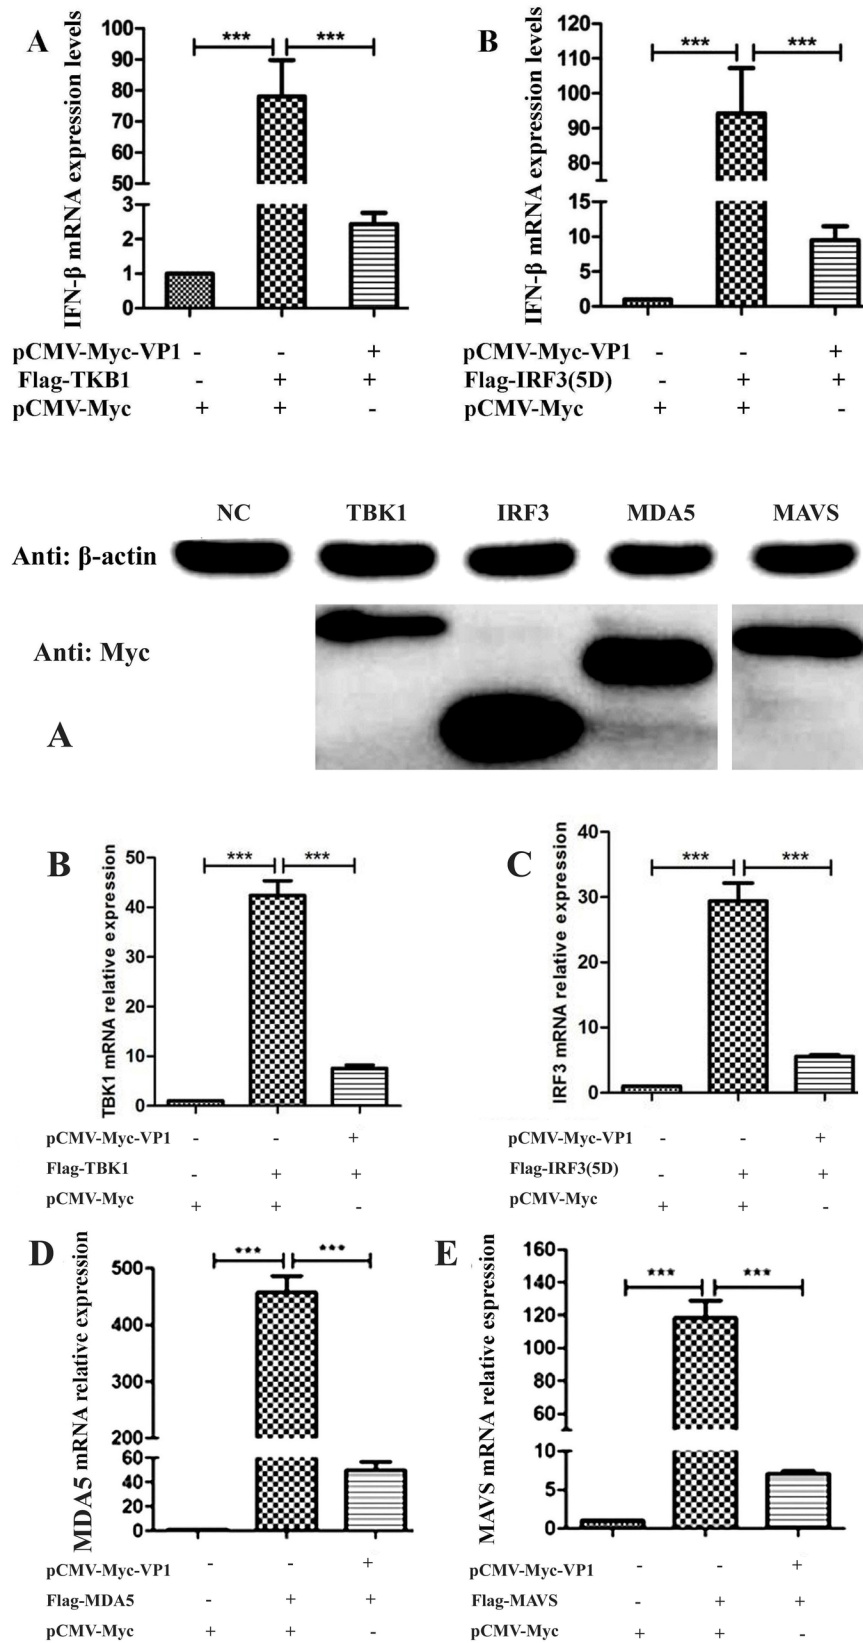 A
IFN-β mRNA expression levels
100
90
80
70
60
50
3
2
1
0
*** ***
pCMV-Myc-VP1 - - +
Flag-TKB1 - + +
pCMV-Myc + + -
B
IFN-β mRNA expression levels
120
110
100
90
80
15
10
5
0
*** ***
pCMV-Myc-VP1 - - +
Flag-IRF3(5D) - + +
pCMV-Myc + + -
NC TBK1 IRF3 MDA5 MAVS
Anti: β-actin
Anti: Myc
A
B
TBK1 mRNA relative expression
50
40
30
20
10
0
*** ***
pCMV-Myc-VP1 - - +
Flag-TBK1 - + +
pCMV-Myc + + -
C
IRF3 mRNA relative expression
40
30
20
10
0
*** ***
pCMV-Myc-VP1 - - +
Flag-IRF3(5D) - + +
pCMV-Myc + + -
D
MDA5 mRNA relative expression
500
400
300
200
60
40
20
0
*** ***
pCMV-Myc-VP1 - - +
Flag-MDA5 - + +
pCMV-Myc + + -
E
MAVS mRNA relative espression
160
140
120
100
80
60
10
5
0
*** ***
pCMV-Myc-VP1 - - +
Flag-MAVS - + +
pCMV-Myc + + -